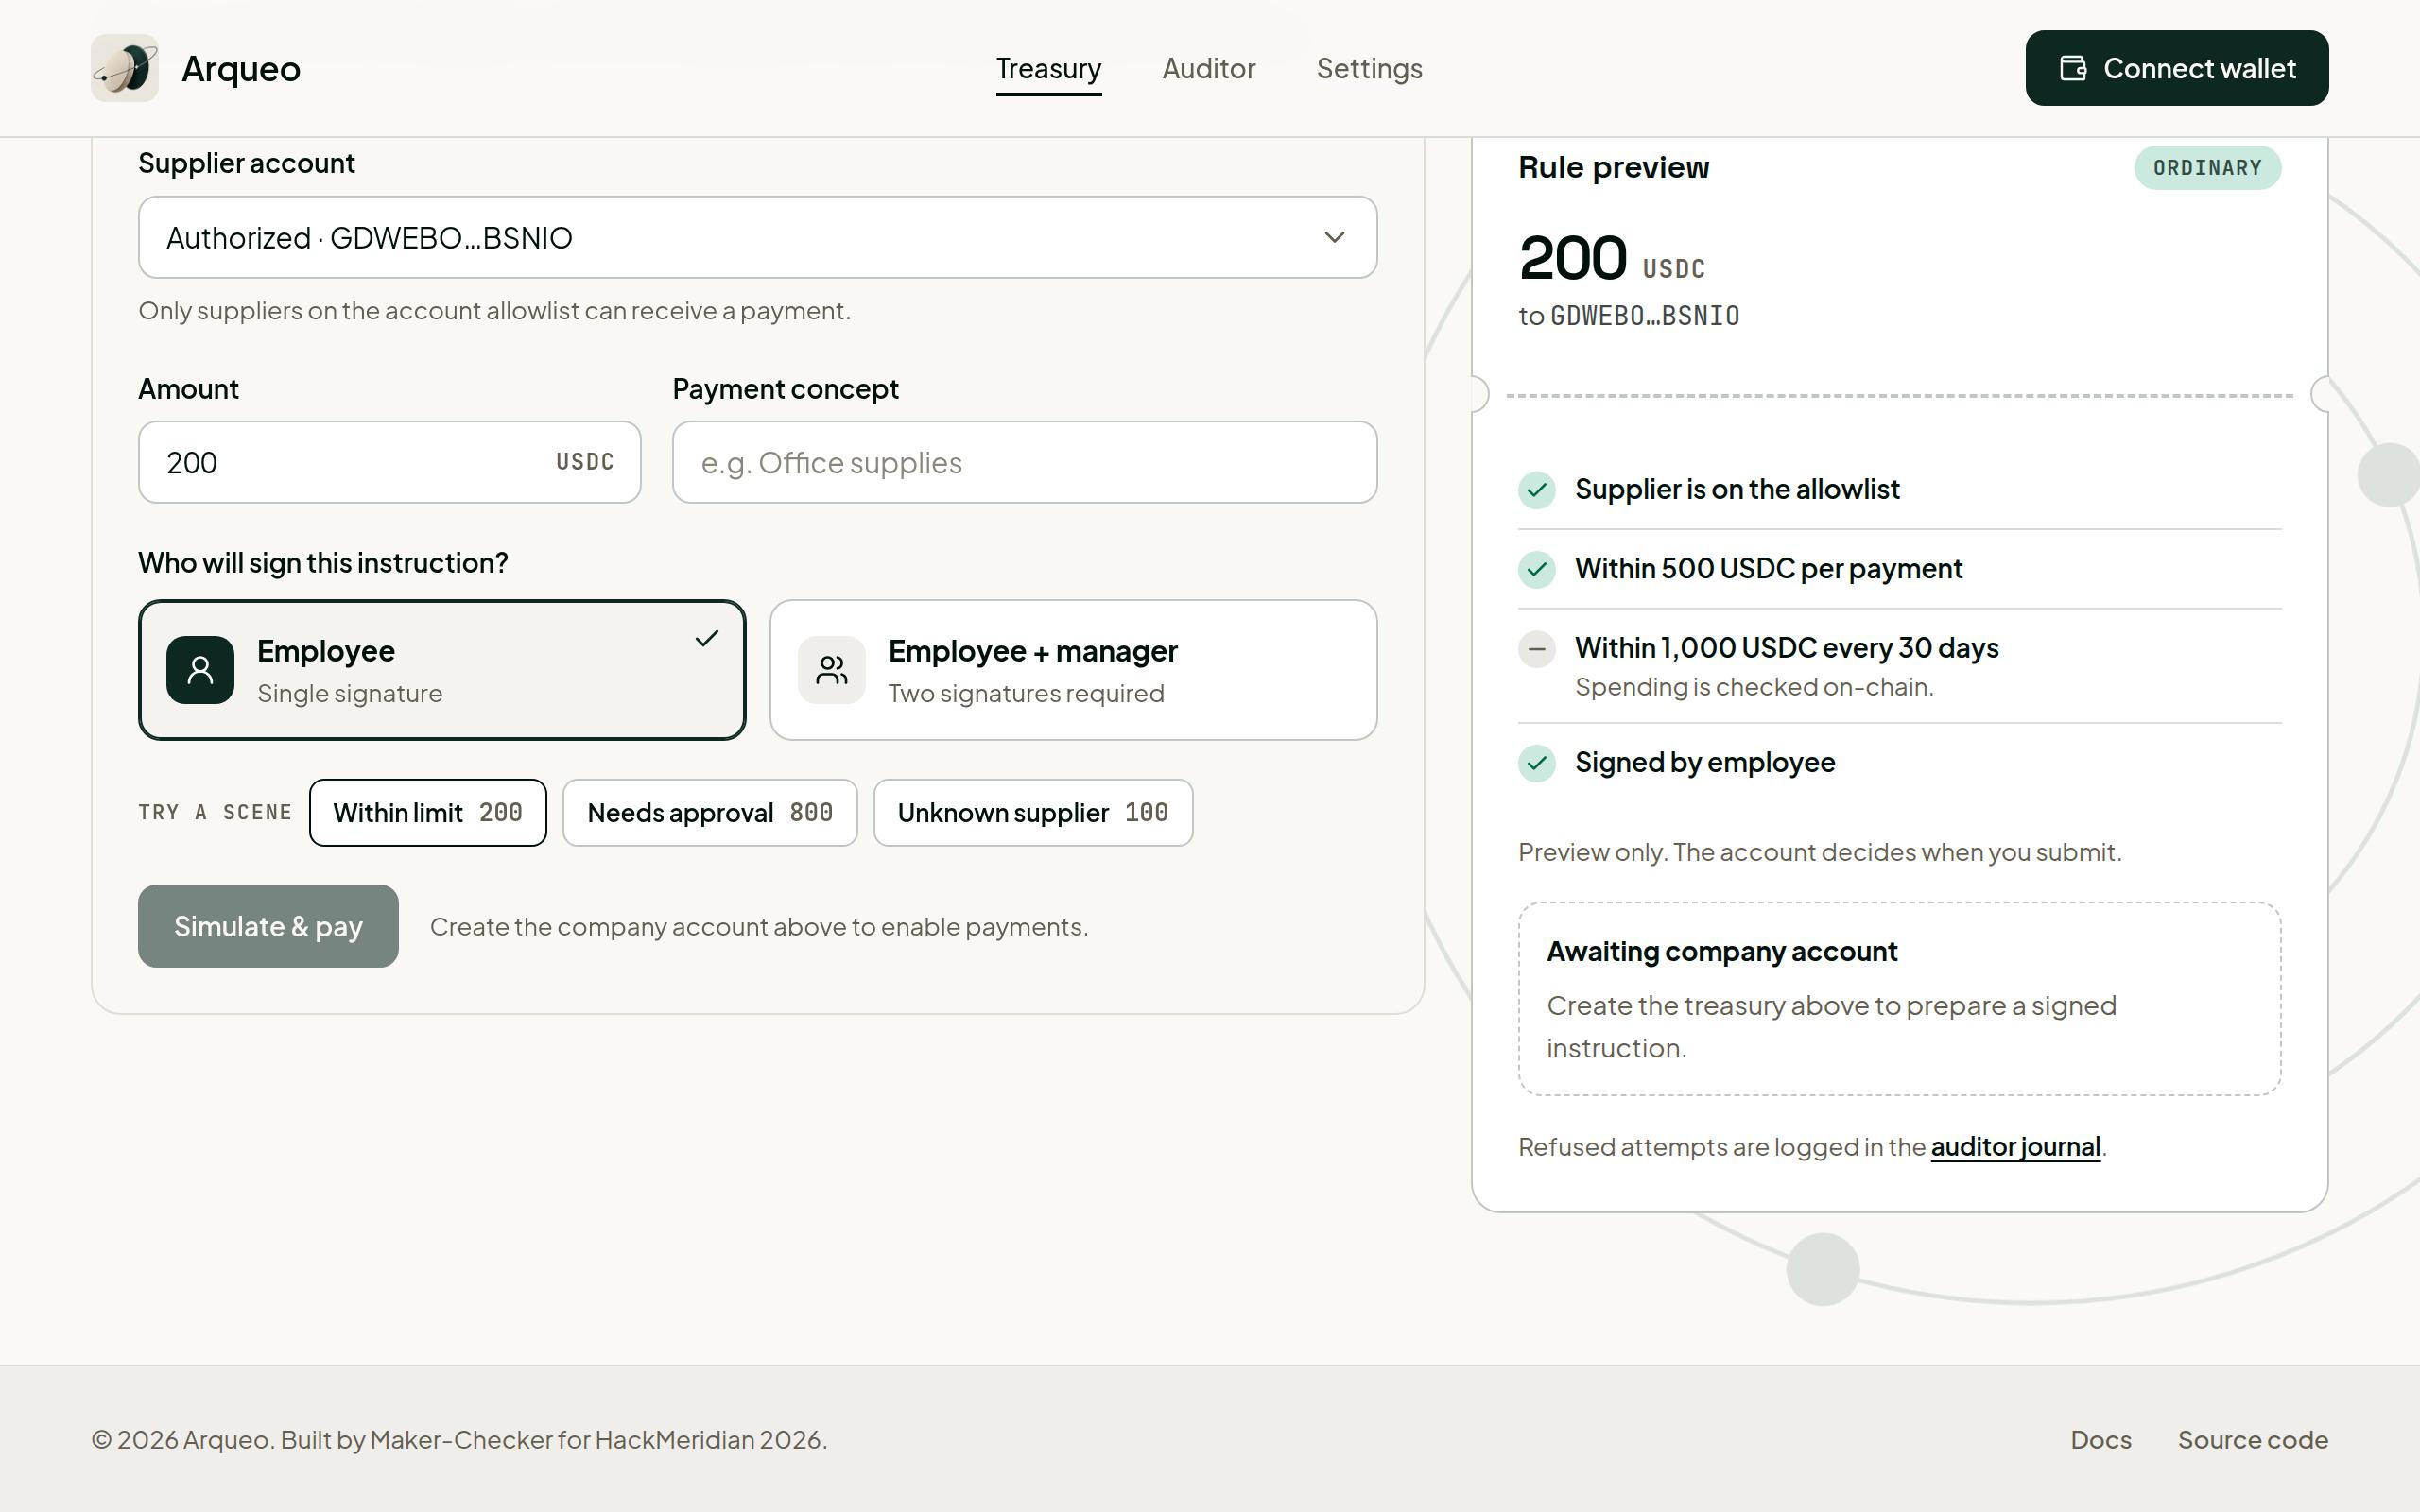 Arqueo
Treasury
Auditor
Settings
Connect wallet
Supplier account
Authorized · GDWEBO…BSNIO
Only suppliers on the account allowlist can receive a payment.
Amount
Payment concept
200 USDC
e.g. Office supplies
Who will sign this instruction?
Employee
Single signature
Employee + manager
Two signatures required
TRY A SCENE
Within limit 200
Needs approval 800
Unknown supplier 100
Simulate & pay
Create the company account above to enable payments.
Rule preview
ORDINARY
200 USDC
to GDWEBO…BSNIO
Supplier is on the allowlist
Within 500 USDC per payment
Within 1,000 USDC every 30 days
Spending is checked on-chain.
Signed by employee
Preview only. The account decides when you submit.
Awaiting company account
Create the treasury above to prepare a signed
instruction.
Refused attempts are logged in the auditor journal.
© 2026 Arqueo. Built by Maker-Checker for HackMeridian 2026.
Docs
Source code